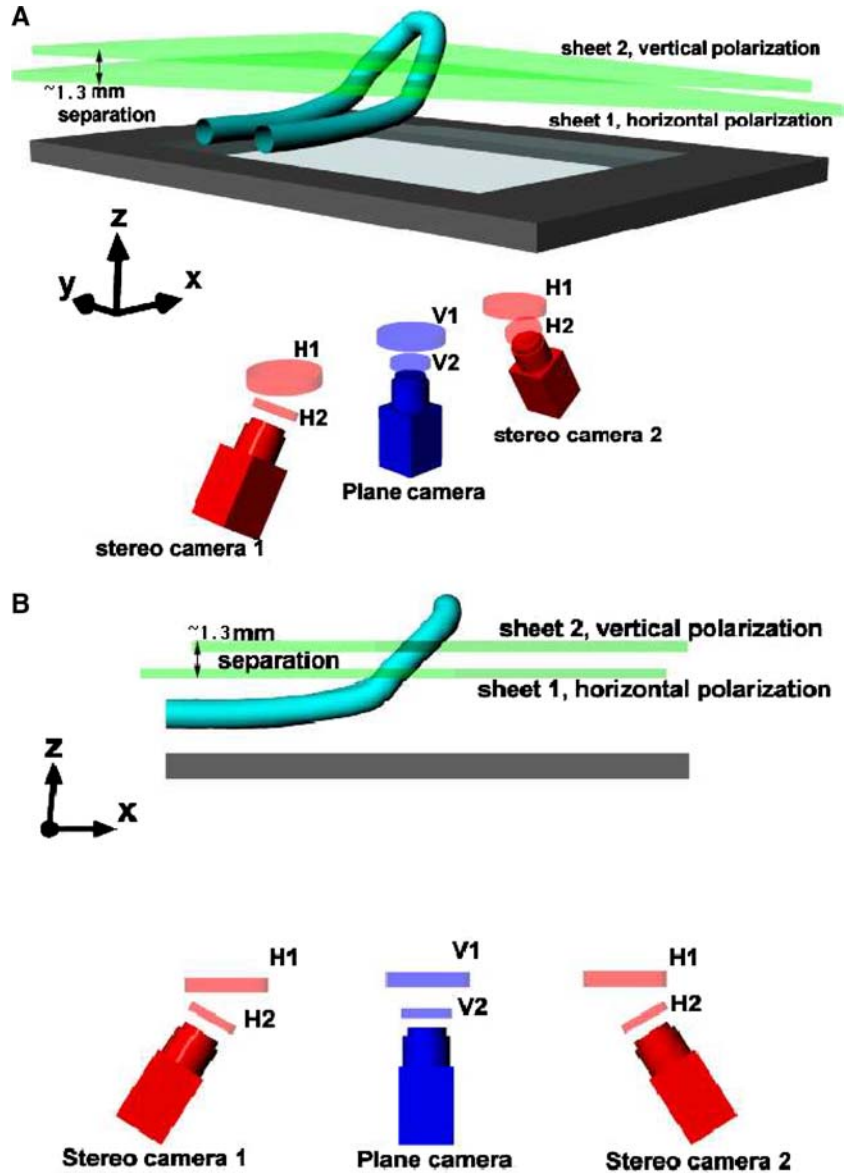 A
sheet 2, vertical polarization
~1.3 mm
separation
sheet 1, horizontal polarization
z
y
x
H1
H2
V1
V2
H1
H2
stereo camera 2
Plane camera
stereo camera 1
B
~1.3mm
separation
sheet 2, vertical polarization
sheet 1, horizontal polarization
z
x
H1
H2
V1
V2
H1
H2
Stereo camera 1
Plane camera
Stereo camera 2